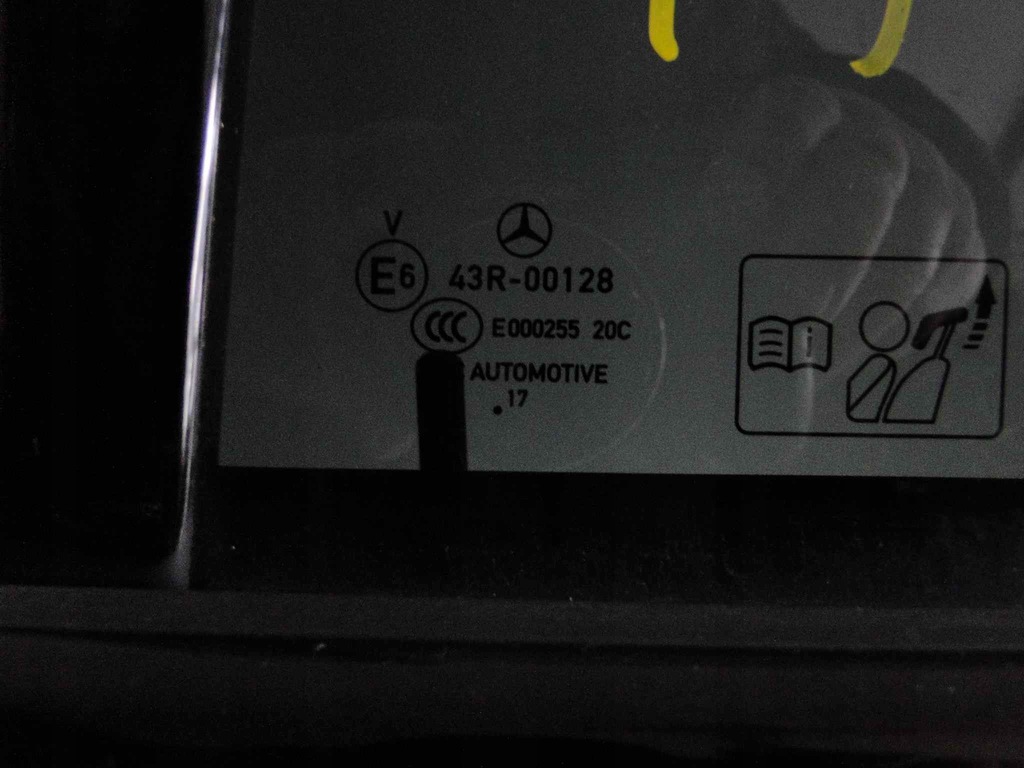 V
E6 43R-00128
CCC E000255 20C
AUTOMOTIVE
.17
i